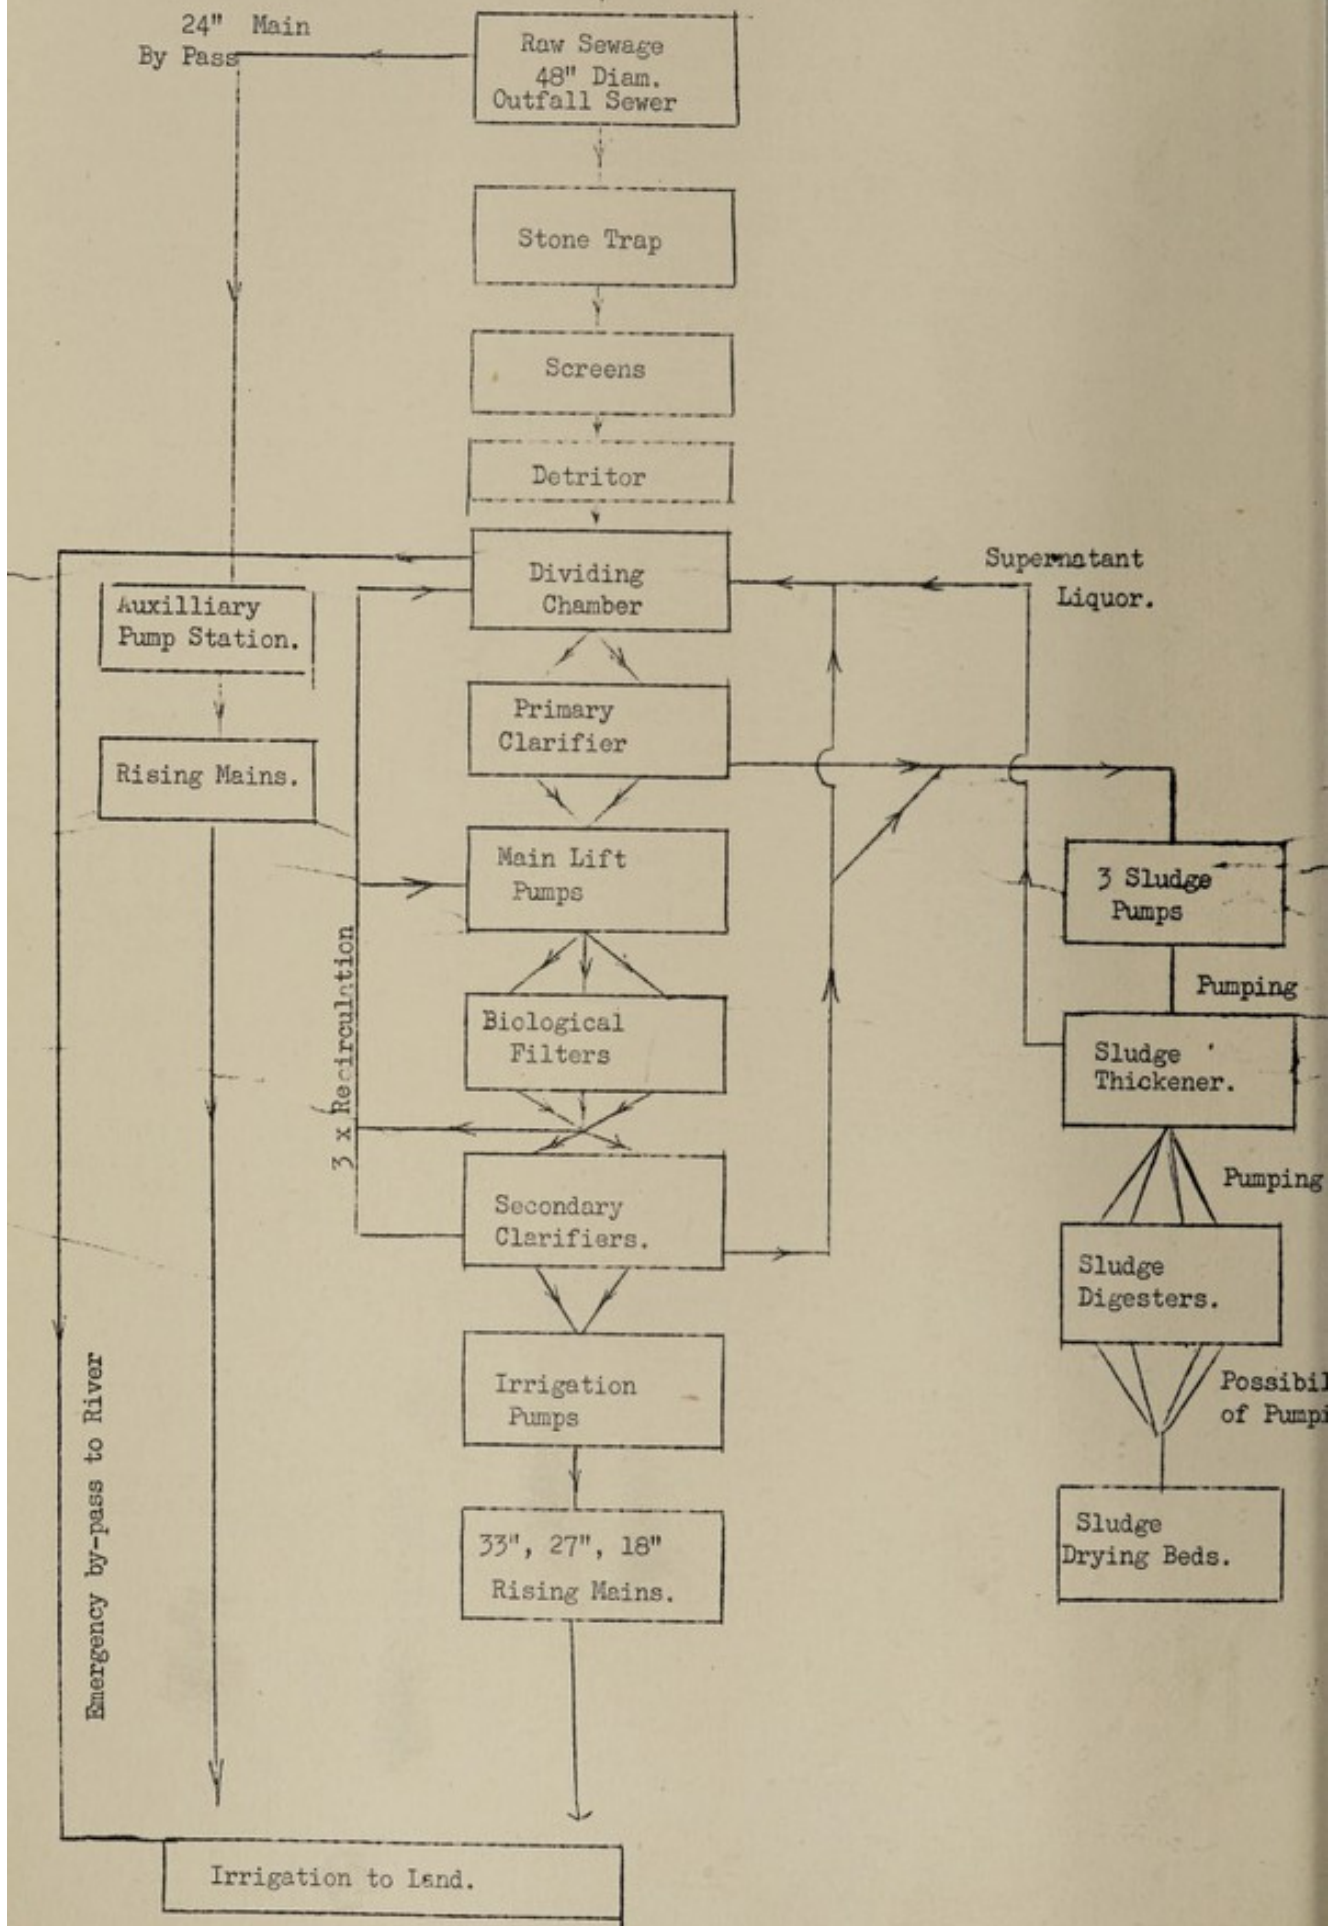 24" Main
By Pass
Raw Sewage
48" Diam.
Outfall Sewer
Stone Trap
Screens
Detritor
Dividing
Chamber
Supernatant
Liquor.
Auxilliary
Pump Station.
Primary
Clarifier
Rising Mains.
Main Lift
Pumps
3 Sludge
Pumps
Pumping
3 x Recirculation
Biological
Filters
Sludge
Thickener.
Pumping
Secondary
Clarifiers.
Sludge
Digesters.
Emergency by-pass to River
Irrigation
Pumps
Possibil
of Pumpi
33", 27", 18"
Rising Mains.
Sludge
Drying Beds.
Irrigation to Land.